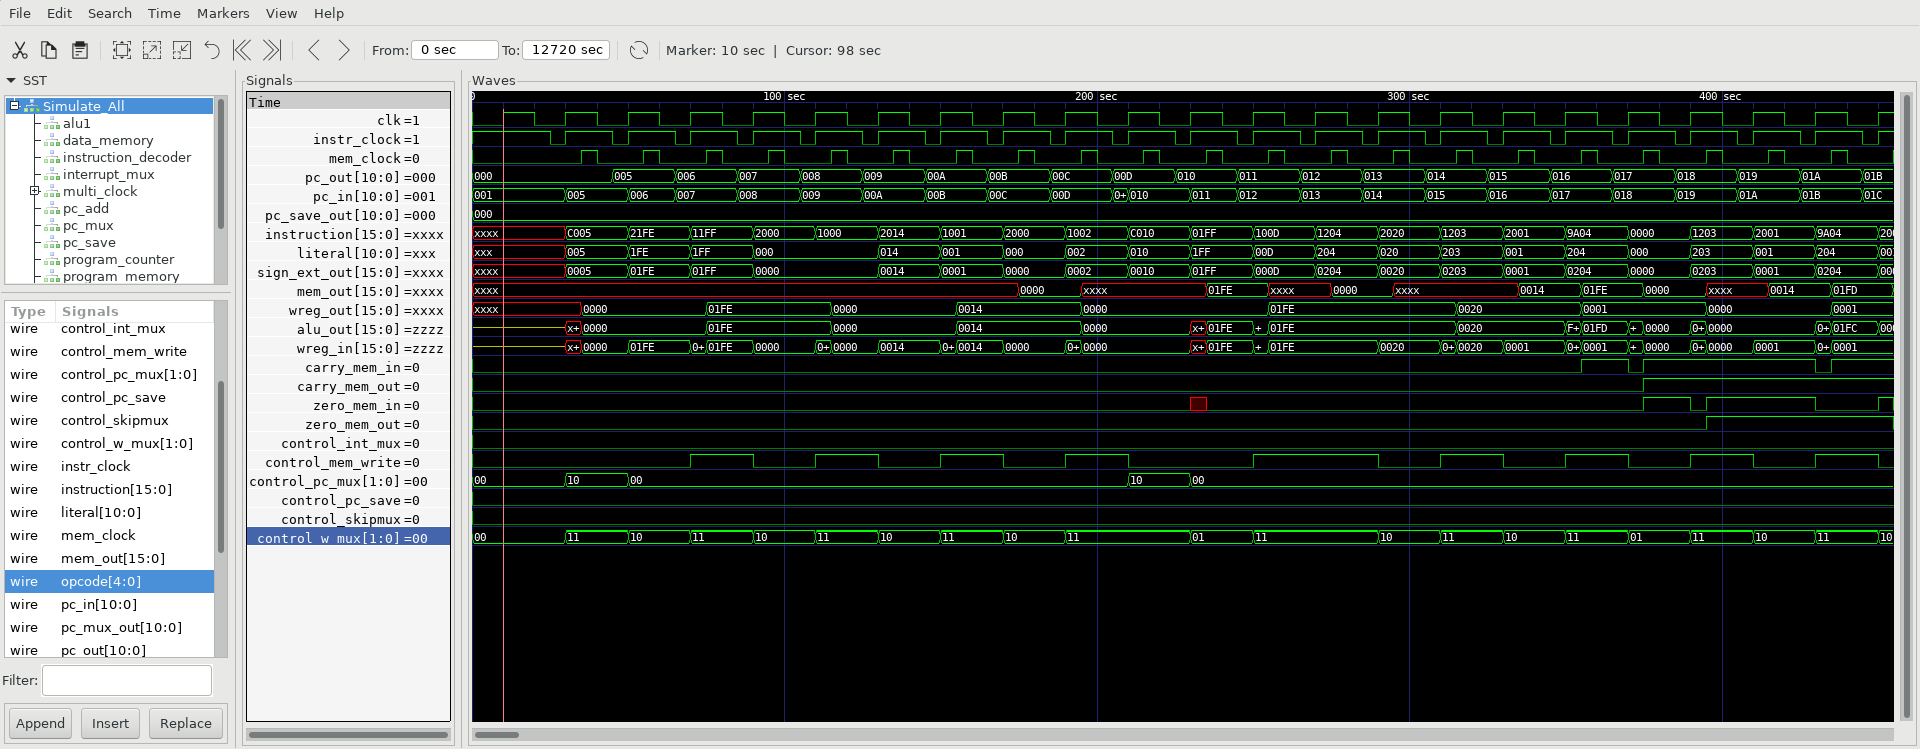 File Edit Search Time Markers View Help
From: 0 sec To: 12720 sec Marker: 10 sec | Cursor: 98 sec
SST
Simulate_All
alu1
data_memory
instruction_decoder
interrupt_mux
multi_clock
pc_add
pc_mux
pc_save
program_counter
program_memory
Type Signals
wire control_int_mux
wire control_mem_write
wire control_pc_mux[1:0]
wire control_pc_save
wire control_skipmux
wire control_w_mux[1:0]
wire instr_clock
wire instruction[15:0]
wire literal[10:0]
wire mem_clock
wire mem_out[15:0]
wire opcode[4:0]
wire pc_in[10:0]
wire pc_mux_out[10:0]
wire pc_out[10:0]
Filter:
Append Insert Replace
Signals
Time
clk=1
instr_clock=1
mem_clock=0
pc_out[10:0]=000
pc_in[10:0]=001
pc_save_out[10:0]=000
instruction[15:0]=xxxx
literal[10:0]=xxx
sign_ext_out[15:0]=xxxx
mem_out[15:0]=xxxx
wreg_out[15:0]=xxxx
alu_out[15:0]=zzzz
wreg_in[15:0]=zzzz
carry_mem_in=0
carry_mem_out=0
zero_mem_in=0
zero_mem_out=0
control_int_mux=0
control_mem_write=0
control_pc_mux[1:0]=00
control_pc_save=0
control_skipmux=0
control_w_mux[1:0]=00
Waves
0 100 sec 200 sec 300 sec 400 sec
000 005 006 007 008 009 00A 00B 00C 00D 010 011 012 013 014 015 016 017 018 019 01A 01B
001 005 006 007 008 009 00A 00B 00C 00D 0+ 010 011 012 013 014 015 016 017 018 019 01A 01B 01C
000
xxxx C005 21FE 11FF 2000 1000 2014 1001 2000 1002 C010 01FF 100D 1204 2020 1203 2001 9A04 0000 1203 2001 9A04 20
xxx 005 1FE 1FF 000 014 001 000 002 010 1FF 00D 204 020 203 001 204 000 203 001 204 00
xxxx 0005 01FE 01FF 0000 0014 0001 0000 0002 0010 01FF 000D 0204 0020 0203 0001 0204 0000 0203 0001 0204 000
xxxx 0000 xxxx 01FE xxxx 0000 xxxx 0014 01FE 0000 xxxx 0014 01FD
xxxx 0000 01FE 0000 0014 0000 01FE 0020 0001 0000 0001
x+ 0000 01FE 0000 0014 0000 x+ 01FE + 01FE 0020 F+ 01FD + 0000 0+ 0000 0+ 01FC 000
x+ 0000 01FE 0+ 01FE 0000 0+ 0000 0014 0+ 0014 0000 0+ 0000 x+ 01FE + 01FE 0020 0+ 0020 0001 0+ 0001 + 0000 0+ 0000 0001 0+ 0001
00 10 00 10 00
00 11 10 11 10 11 10 11 10 11 01 11 10 11 10 11 01 11 10 11 10